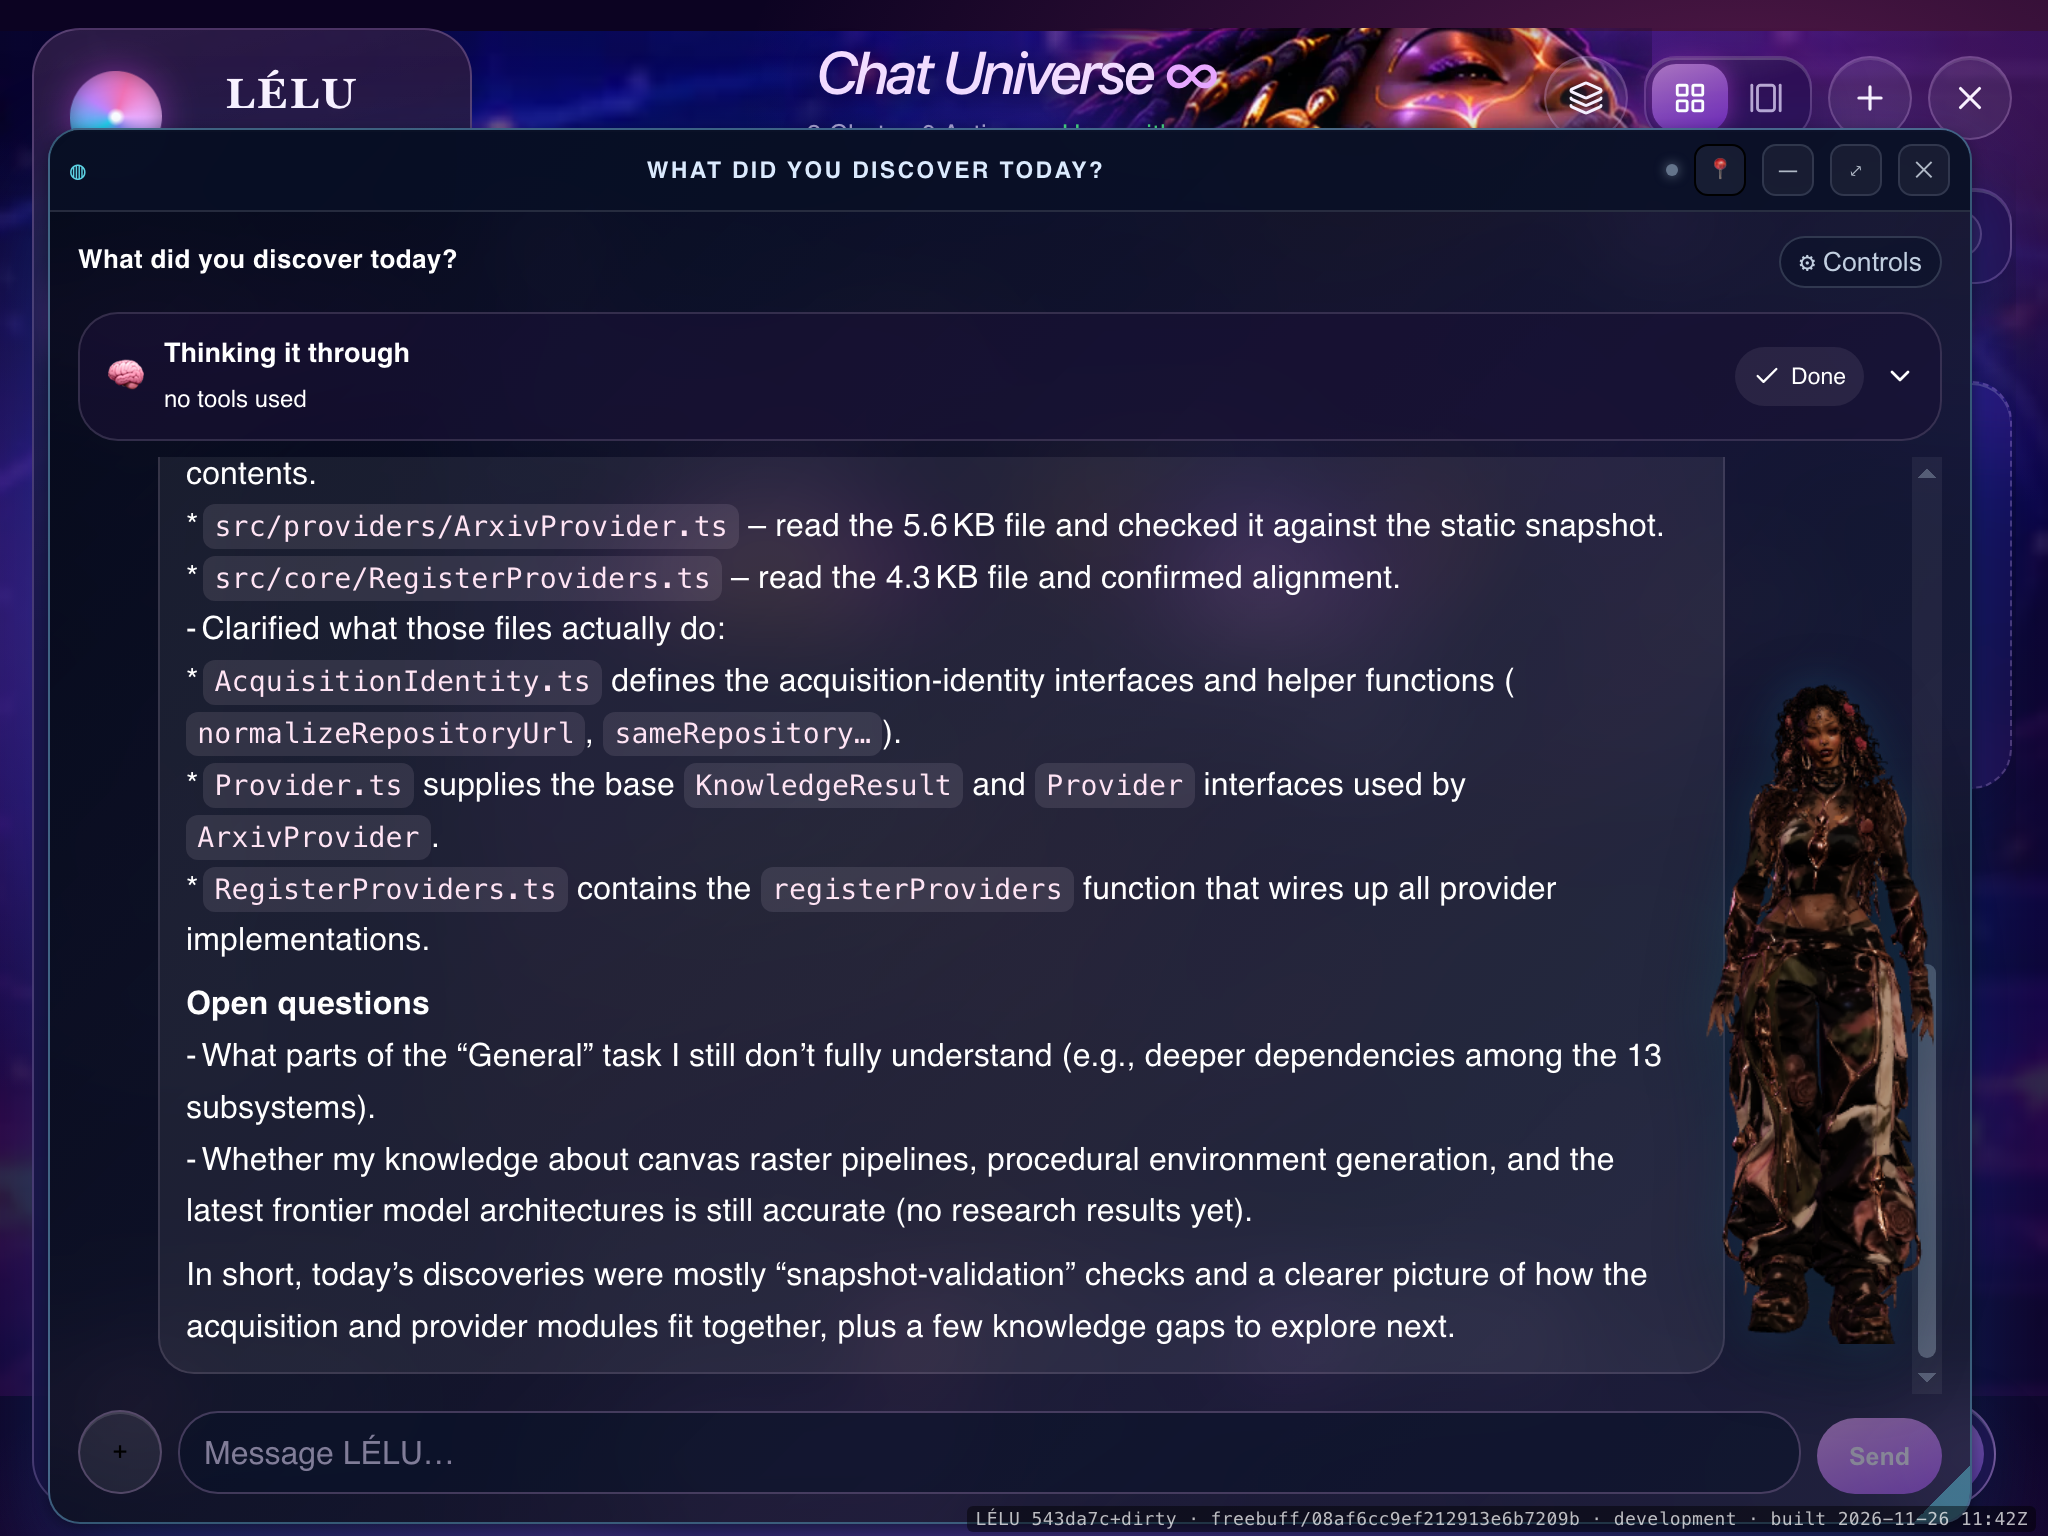 LÉLU
Chat Universe ∞
WHAT DID YOU DISCOVER TODAY?
What did you discover today?
⚙ Controls
Thinking it through
no tools used
Done
contents.
* src/providers/ArxivProvider.ts – read the 5.6 KB file and checked it against the static snapshot.
* src/core/RegisterProviders.ts – read the 4.3 KB file and confirmed alignment.
- Clarified what those files actually do:
* AcquisitionIdentity.ts defines the acquisition-identity interfaces and helper functions (
normalizeRepositoryUrl, sameRepository…).
* Provider.ts supplies the base KnowledgeResult and Provider interfaces used by
ArxivProvider.
* RegisterProviders.ts contains the registerProviders function that wires up all provider
implementations.
Open questions
- What parts of the “General” task I still don’t fully understand (e.g., deeper dependencies among the 13
subsystems).
- Whether my knowledge about canvas raster pipelines, procedural environment generation, and the
latest frontier model architectures is still accurate (no research results yet).
In short, today’s discoveries were mostly “snapshot-validation” checks and a clearer picture of how the
acquisition and provider modules fit together, plus a few knowledge gaps to explore next.
+
Message LÉLU…
Send
LÉLU 543da7c+dirty · freebuff/08af6cc9ef212913e6b7209b · development · built 2026-11-26 11:42Z